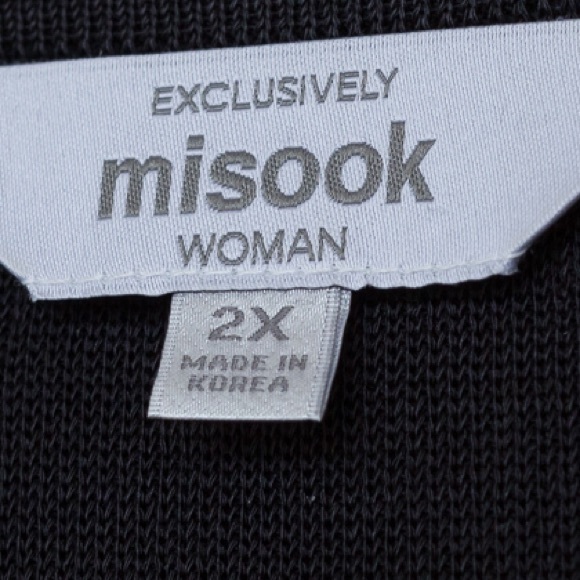 EXCLUSIVELY
misook
WOMAN
2X
MADE IN
KOREA